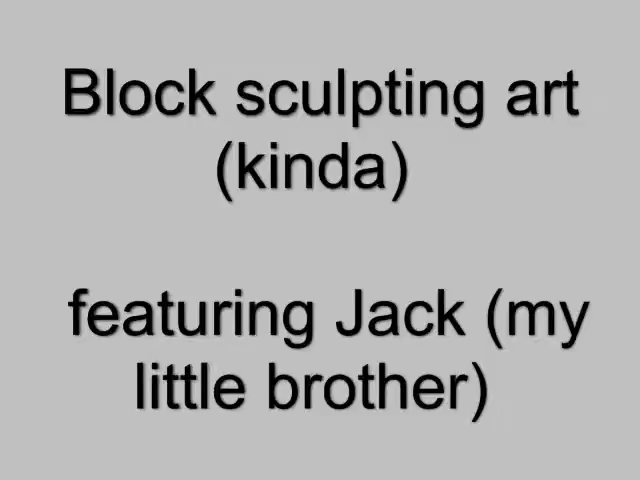 Block sculpting art
(kinda)
featuring Jack (my
little brother)